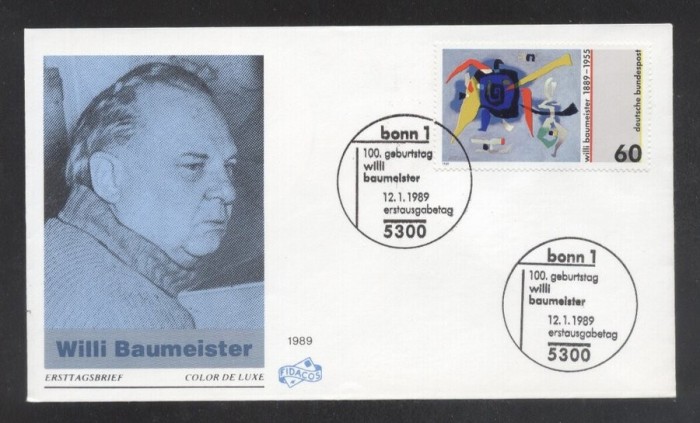 Willi Baumeister
ERSTTAGSBRIEF COLOR DE LUXE
1989
FIDACOS
bonn 1
100. geburtstag
willi
baumeister
12.1.1989
erstausgabetag
5300
willi baumeister 1889-1955
deutsche bundespost
60
bonn 1
100. geburtstag
willi
baumeister
12.1.1989
erstausgabetag
5300